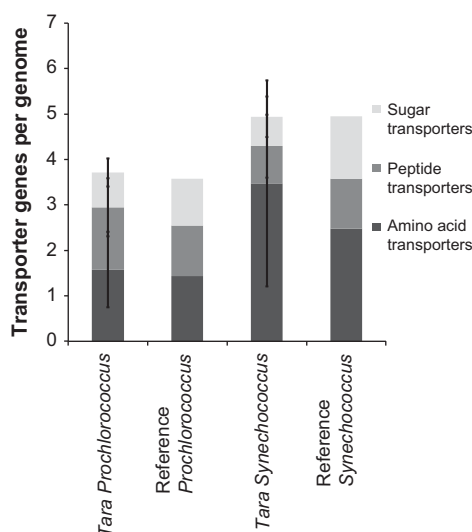 Transporter genes per genome
7
6
5
4
3
2
1
0
Sugar
transporters
Peptide
transporters
Amino acid
transporters
Tara Prochlorococcus
Reference
Prochlorococcus
Tara Synechococcus
Reference
Synechococcus